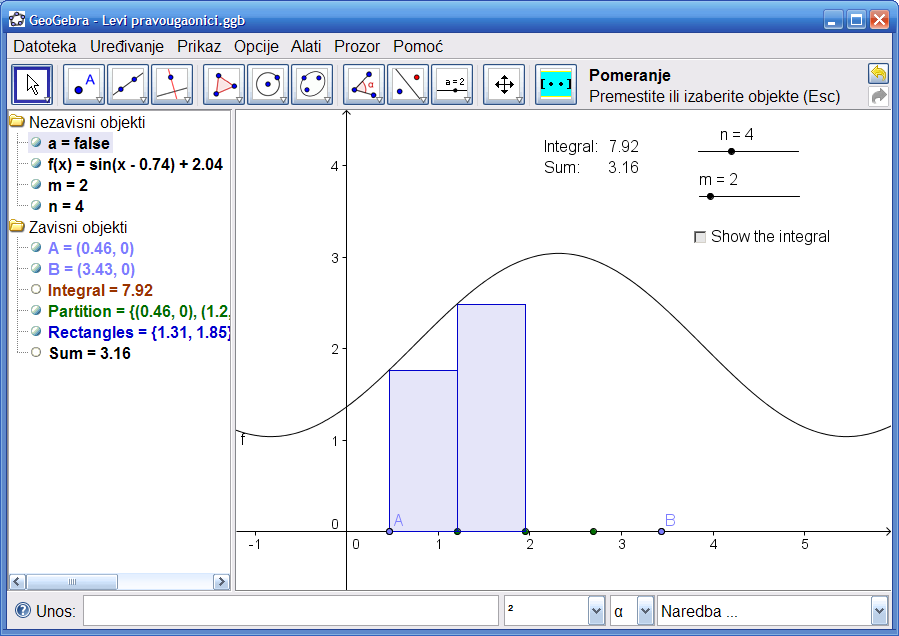 GeoGebra - Levi pravougaonici.ggb
Datoteka Uređivanje Prikaz Opcije Alati Prozor Pomoć
A
α
a=2
Pomeranje
Premestite ili izaberite objekte (Esc)
Nezavisni objekti
a = false
f(x) = sin(x - 0.74) + 2.04
m = 2
n = 4
Zavisni objekti
A = (0.46, 0)
B = (3.43, 0)
Integral = 7.92
Partition = {(0.46, 0), (1.2,
Rectangles = {1.31, 1.85}
Sum = 3.16
Integral: 7.92
Sum: 3.16
n = 4
m = 2
Show the integral
4
3
2
1
0
f
A
B
-1 0 1 2 3 4 5
Unos:
²
α
Naredba ...